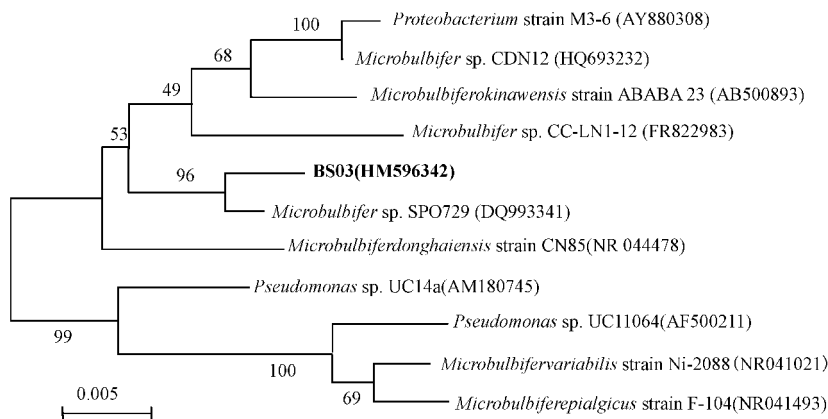 100
Proteobacterium strain M3-6 (AY880308)
68
Microbulbifer sp. CDN12 (HQ693232)
49
Microbulbiferokinawensis strain ABABA 23 (AB500893)
53
Microbulbifer sp. CC-LN1-12 (FR822983)
96
BS03(HM596342)
Microbulbifer sp. SPO729 (DQ993341)
Microbulbiferdonghaiensis strain CN85(NR 044478)
Pseudomonas sp. UC14a(AM180745)
99
Pseudomonas sp. UC11064(AF500211)
100
Microbulbifervariabilis strain Ni-2088(NR041021)
69
Microbulbiferepialgicus strain F-104(NR041493)
0.005